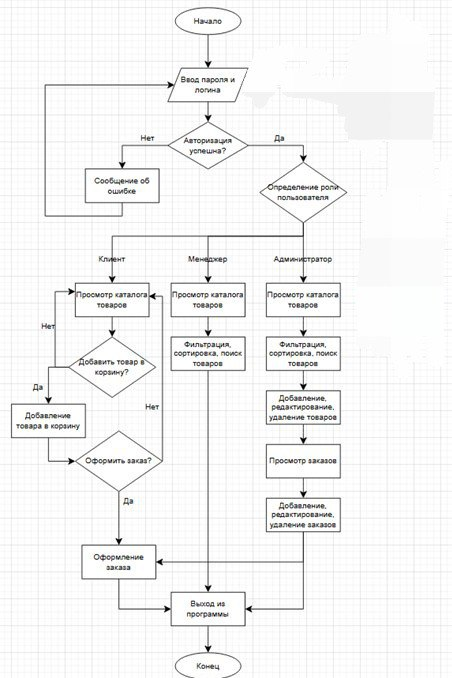 Начало
Ввод пароля и
логина
Авторизация
успешна?
Нет
Да
Сообщение об
ошибке
Определение роли
пользователя
Клиент
Менеджер
Администратор
Просмотр каталога
товаров
Просмотр каталога
товаров
Просмотр каталога
товаров
Нет
Добавить товар в
корзину?
Фильтрация,
сортировка, поиск
товаров
Фильтрация,
сортировка, поиск
товаров
Да
Добавление
товара в корзину
Нет
Добавление,
редактирование,
удаление товаров
Оформить заказ?
Просмотр заказов
Да
Добавление,
редактирование,
удаление заказов
Оформление
заказа
Выход из
программы
Конец